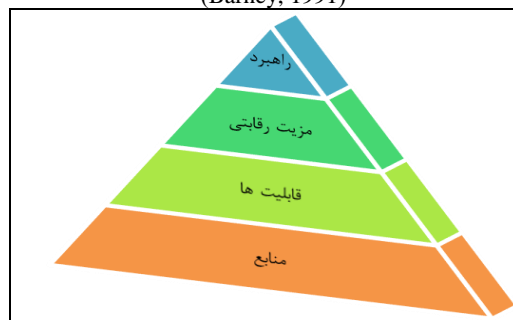 (Barney, 1991)
راهبرد
مزیت رقابتی
قابلیت ها
منابع